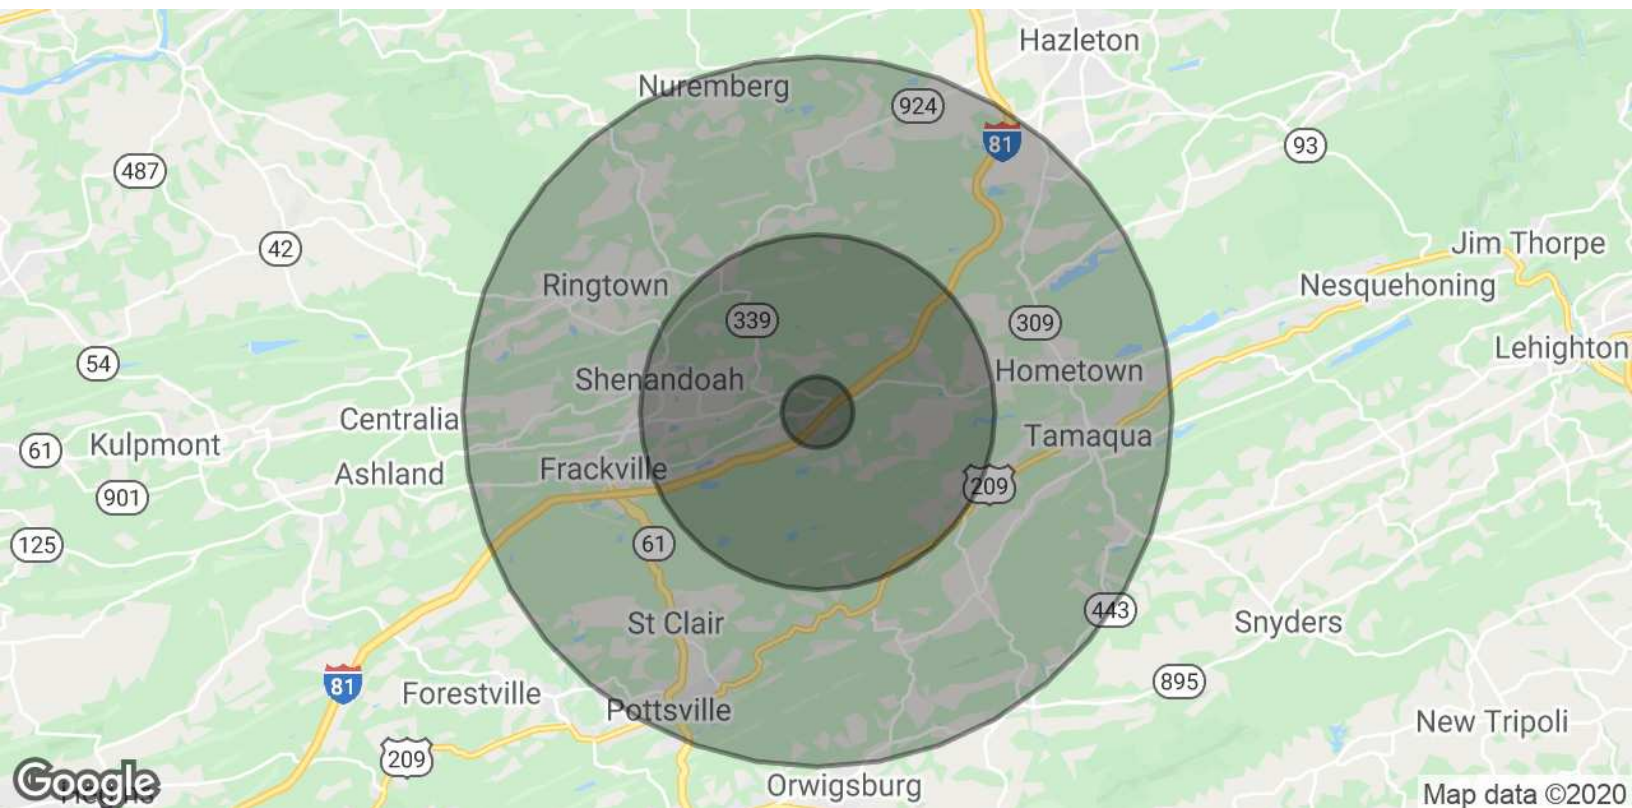 Hazleton
Nuremberg
924
81
93
487
42
Jim Thorpe
Ringtown
Nesquehoning
339
309
Lehighton
54
Shenandoah
Hometown
Centralia
Tamaqua
61
Kulpmont
Ashland
Frackville
209
901
125
61
443
St Clair
Snyders
81
Forestville
895
Pottsville
New Tripoli
209
Orwigsburg
Google
Map data ©2020